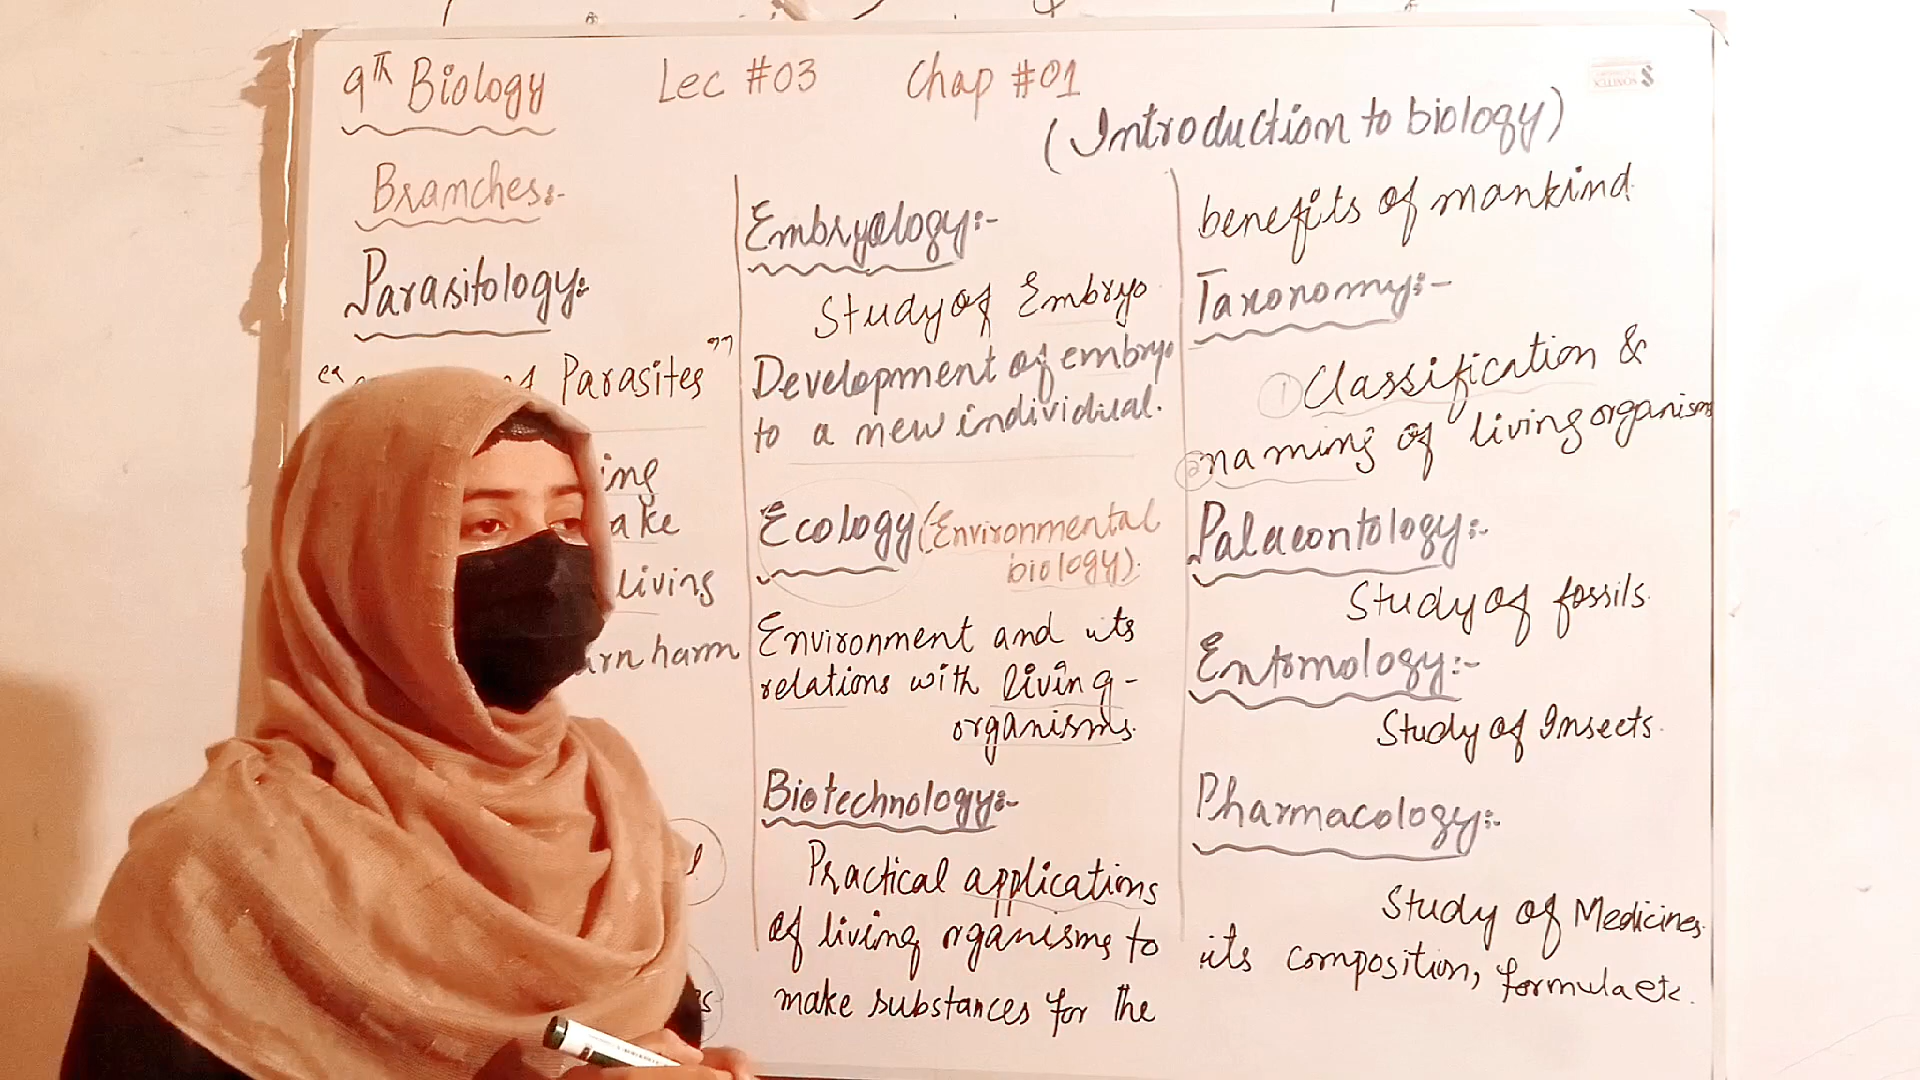 9Th Biology Lec #03 Chap #01
(Introduction to biology)
Branches:-
Parasitology:-
Parasites"
living
harm
Embryology:-
Study of Embryo
Development of embryo
to a new individual.
Ecology (Environmental
biology).
Environment and its
relations with living-
organisms.
Biotechnology:-
Practical applications
of living organisms to
make substances for the
benefits of mankind.
Taxonomy:-
① Classification &
② naming of living organisms
Palaeontology:-
Study of fossils.
Entomology:-
Study of Insects.
Pharmacology:-
Study of Medicines,
its composition, formula etc.